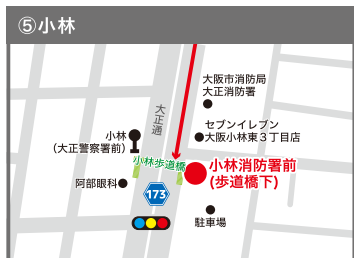 ⑤小林
大阪市消防局
大正消防署
大正通
セブンイレブン
大阪小林東３丁目店
小林
（大正警察署前）
小林歩道橋
小林消防署前
(歩道橋下)
阿部眼科
173
駐車場